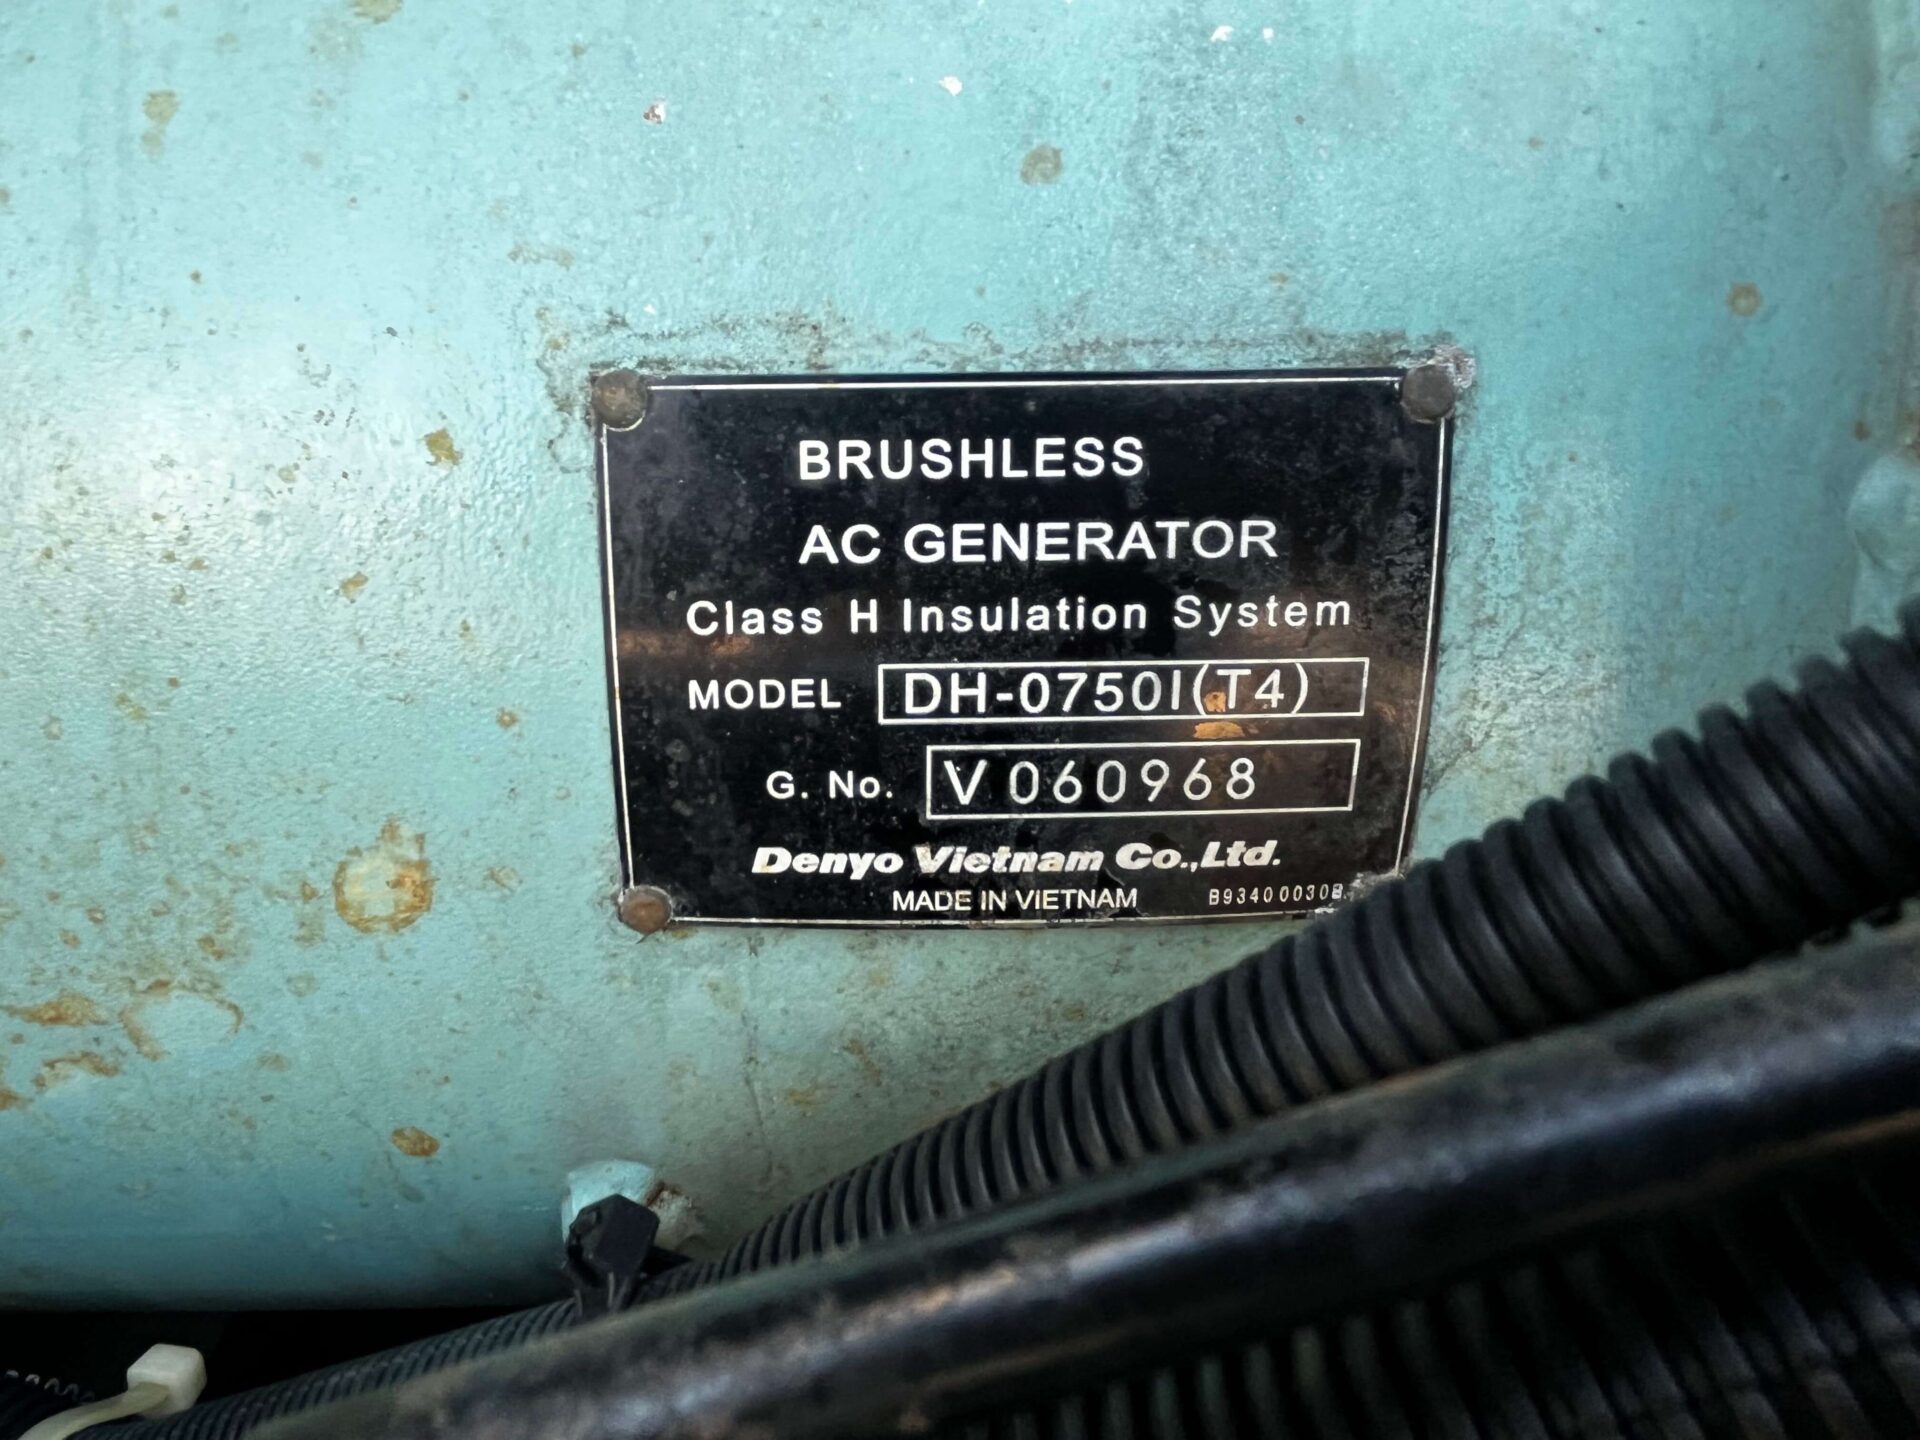 BRUSHLESS
AC GENERATOR
Class H Insulation System
MODEL DH-0750I(T4)
G. No. V 060968
Denyo Vietnam Co.,Ltd.
MADE IN VIETNAM